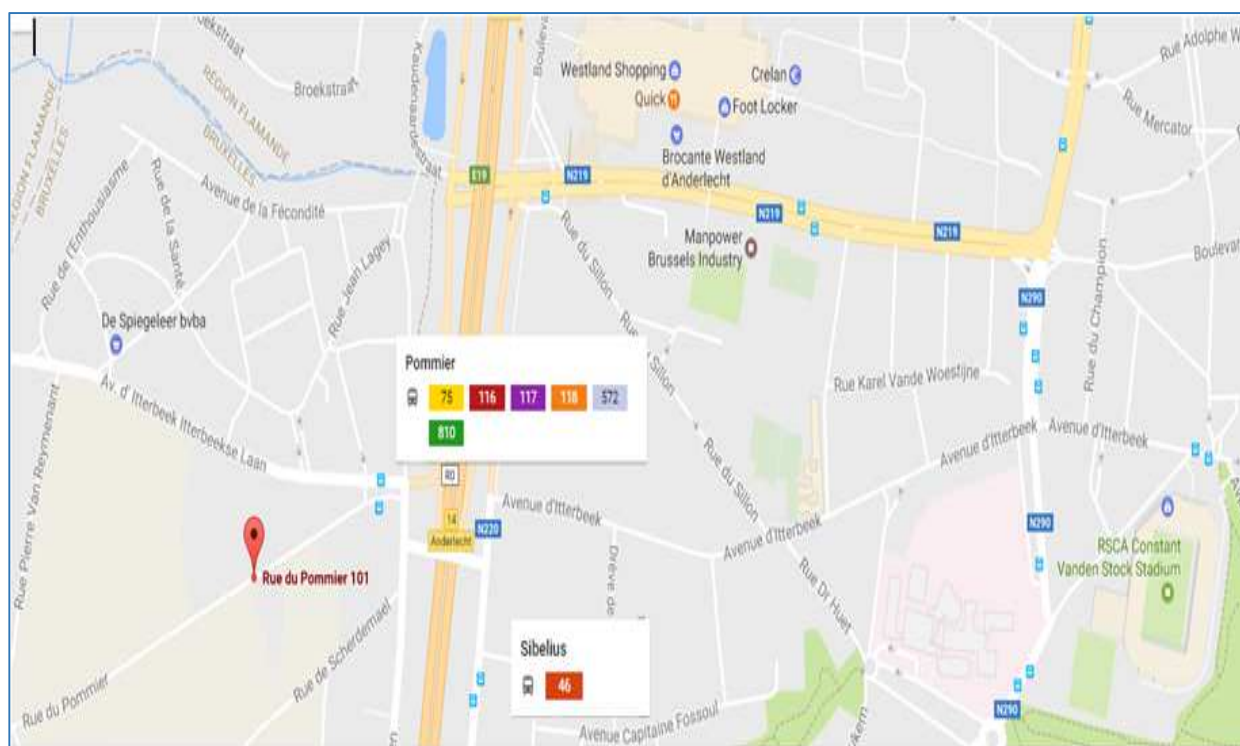 Broekstraat
RÉGION FLAMANDE
BRUXELLES
RÉGION FLAMANDE
BRUXELLES
Kaudenaardestraat
Westland Shopping
Quick
Crelan
Foot Locker
Brocante Westland
d'Anderlecht
Rue Adolphe W
Rue Mercator
E19
N219
N219
N219
Manpower
Brussels Industry
Rue de l'Enthousiasme
Rue de la Santé
Avenue de la Fécondité
Rue Jean Lagey
Rue du Sillon
Rue du Sillon
Rue du Sillon
Rue du Champion
N290
De Spiegeleer bvba
Pommier
75 116 117 118 572
810
Rue Karel Vande Woestijne
Av. d' Itterbeek Itterbeekse Laan
Rue Pierre Van Reymenant
R0
14
Anderlecht
N220
Avenue d'Itterbeek
Avenue d'Itterbeek
Avenue d'Itterbeek
Avenue d'Itterbeek
N290
RSCA Constant
Vanden Stock Stadium
Rue du Pommier 101
Drève de
Rue Dr Huet
Sibelius
46
Rue de Scherdemael
Rue du Pommier
Avenue Capitaine Fossoul
N290